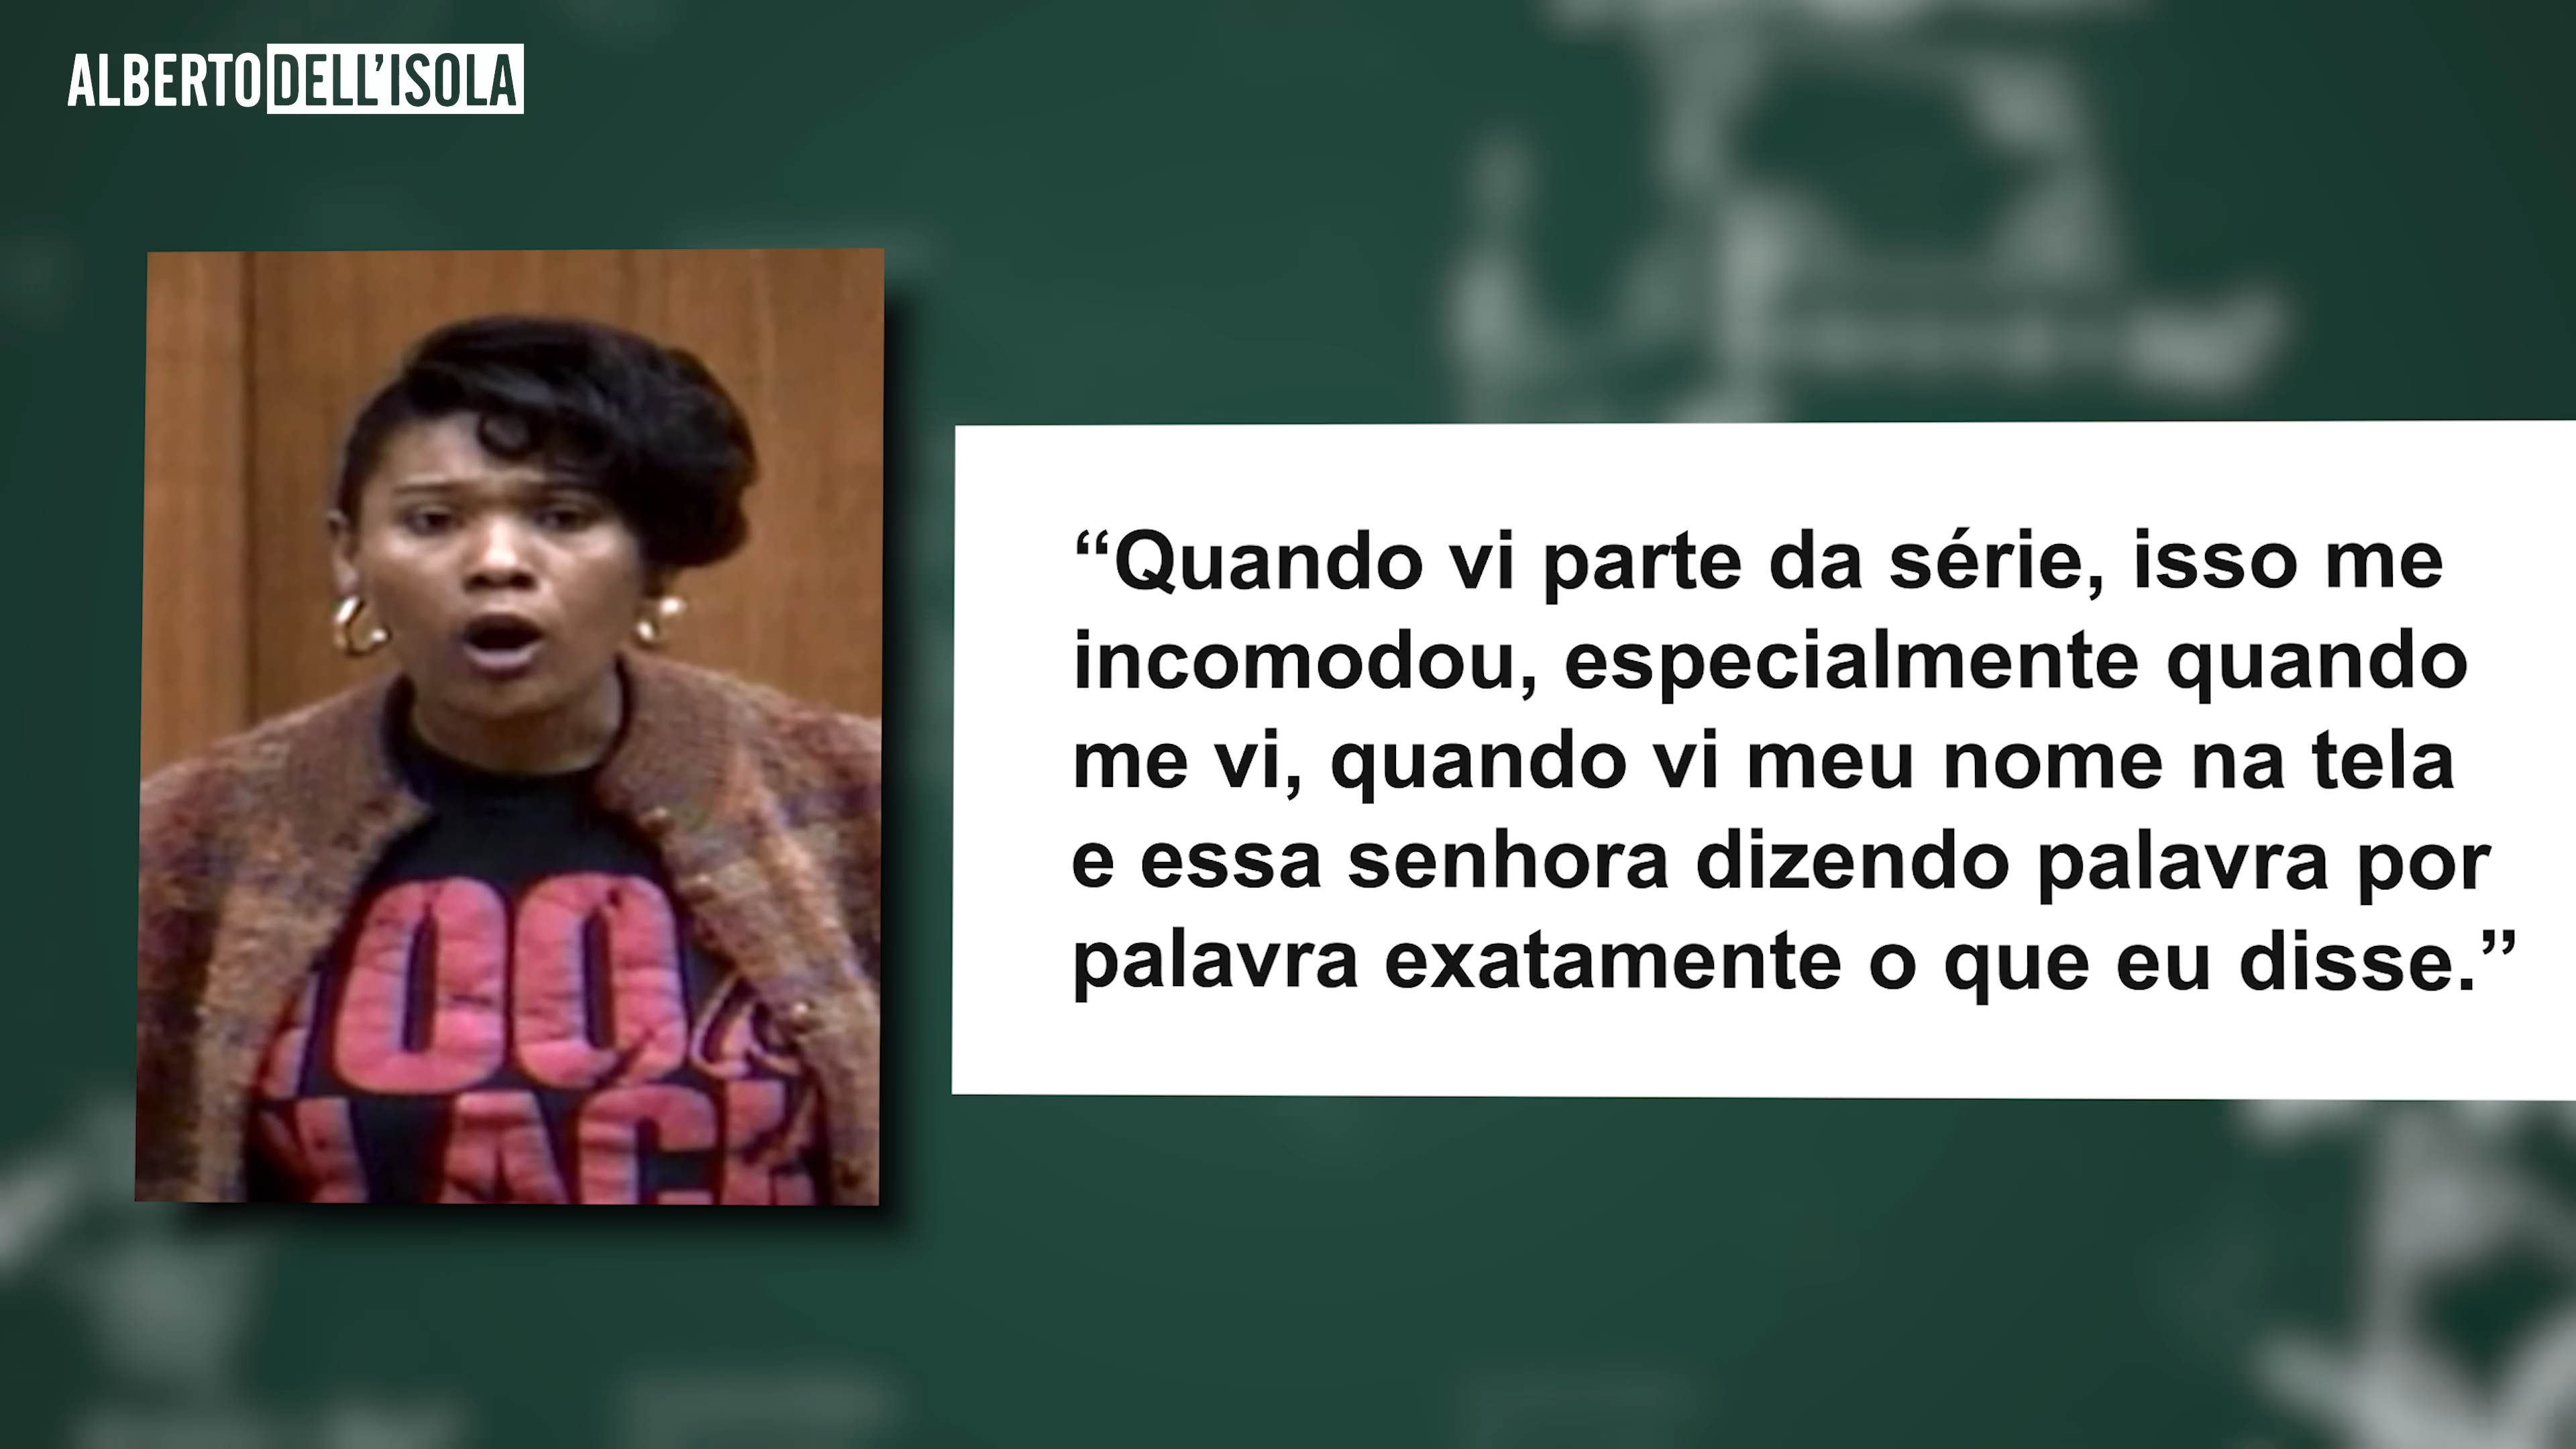 ALBERTO DELL'ISOLA
“Quando vi parte da série, isso me
incomodou, especialmente quando
me vi, quando vi meu nome na tela
e essa senhora dizendo palavra por
palavra exatamente o que eu disse.”